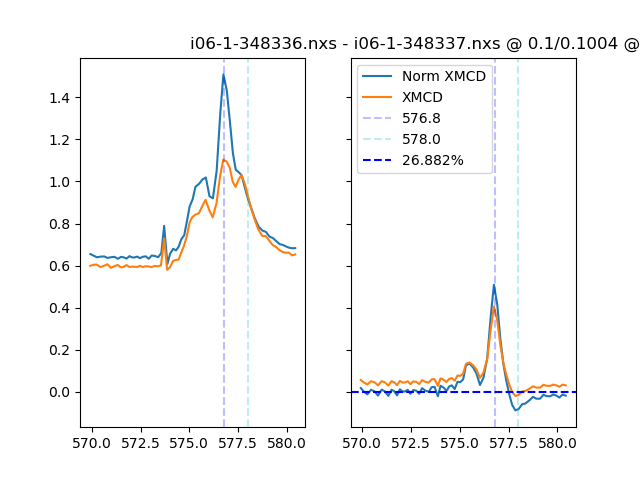 i06-1-348336.nxs - i06-1-348337.nxs @ 0.1/0.1004 @
1.4
1.2
1.0
0.8
0.6
0.4
0.2
0.0
570.0 572.5 575.0 577.5 580.0
Norm XMCD
XMCD
576.8
578.0
26.882%
570.0 572.5 575.0 577.5 580.0